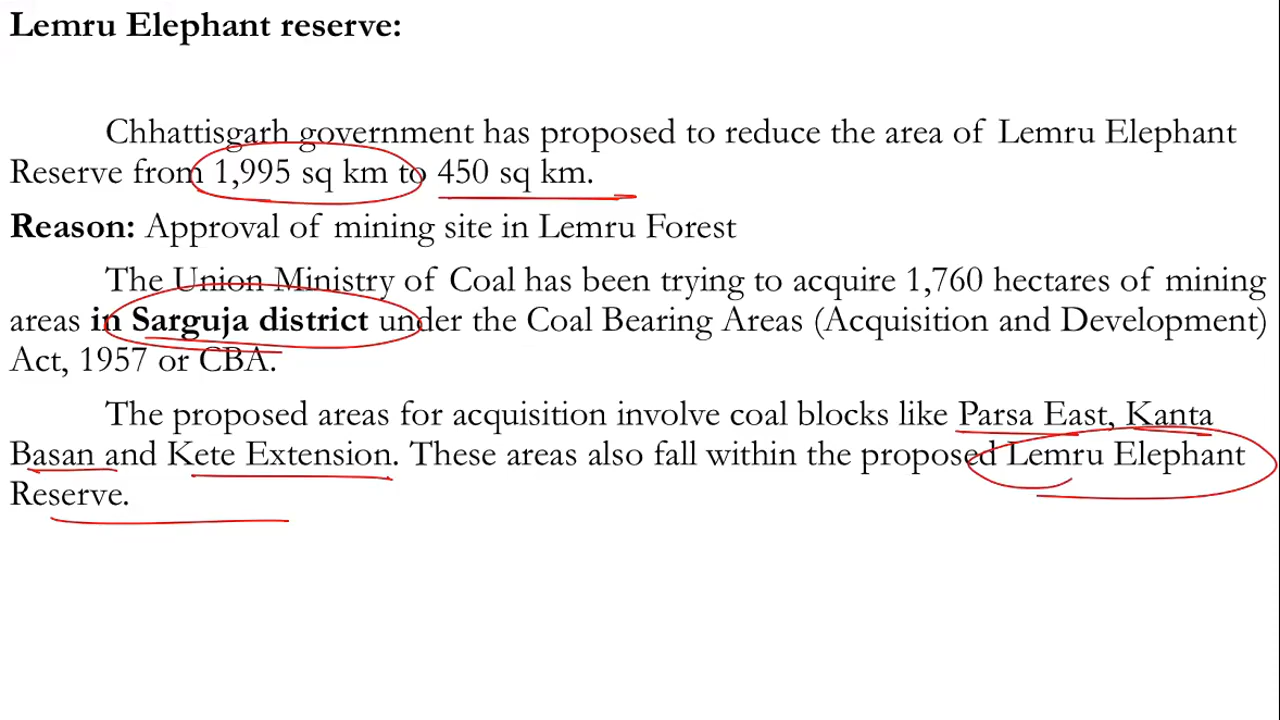 Lemru Elephant reserve:
Chhattisgarh government has proposed to reduce the area of Lemru Elephant
Reserve from 1,995 sq km to 450 sq km.
Reason: Approval of mining site in Lemru Forest
The Union Ministry of Coal has been trying to acquire 1,760 hectares of mining
areas in Sarguja district under the Coal Bearing Areas (Acquisition and Development)
Act, 1957 or CBA.
The proposed areas for acquisition involve coal blocks like Parsa East, Kanta
Basan and Kete Extension. These areas also fall within the proposed Lemru Elephant
Reserve.